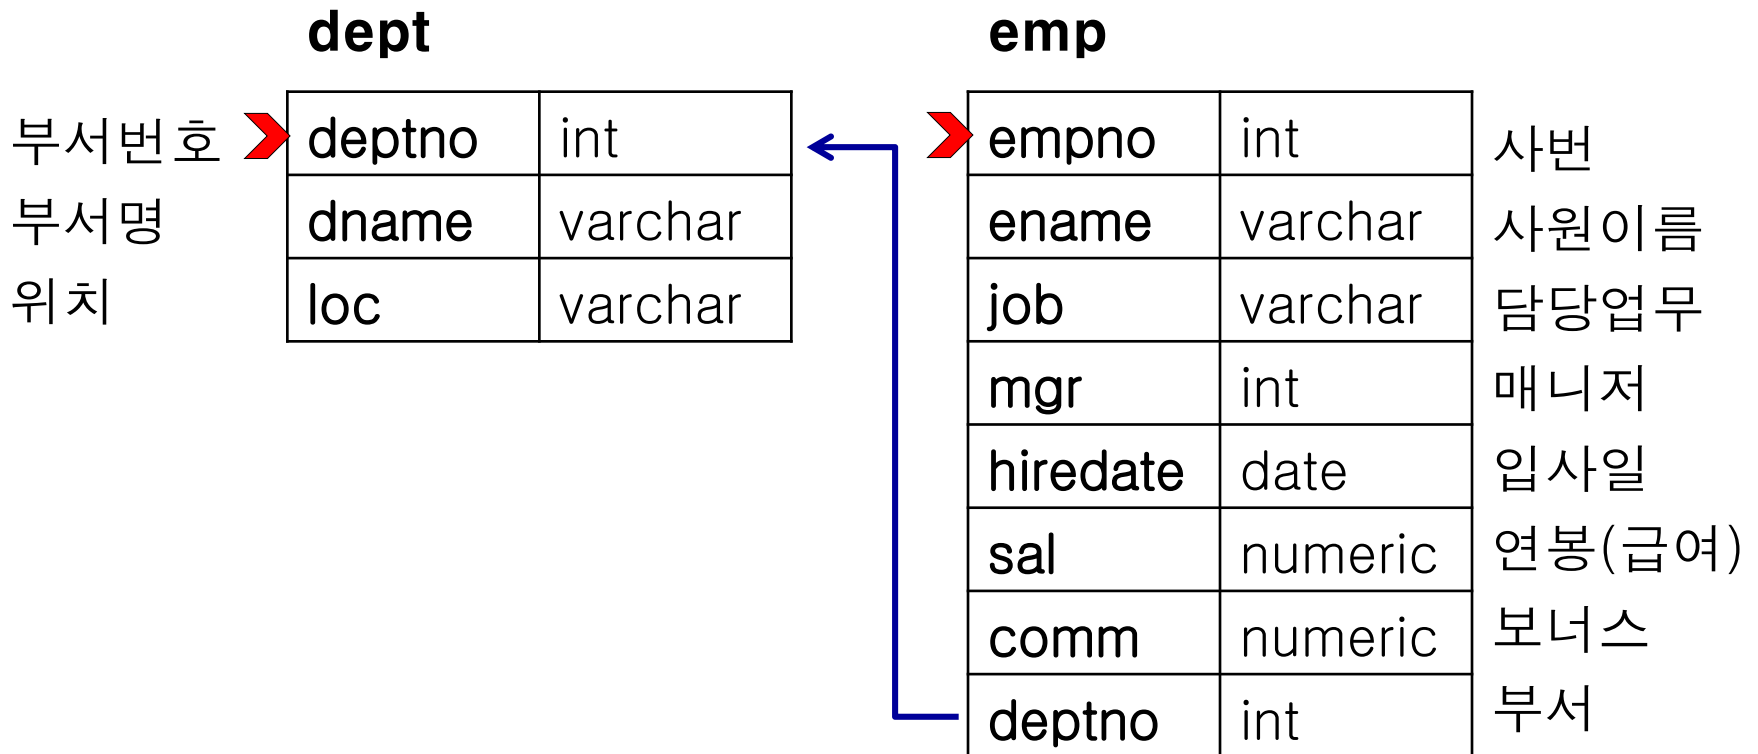 dept emp
부서번호 deptno int empno int 사번
부서명 dname varchar ename varchar 사원이름
위치 loc varchar job varchar 담당업무
mgr int 매니저
hiredate date 입사일
sal numeric 연봉(급여)
comm numeric 보너스
deptno int 부서